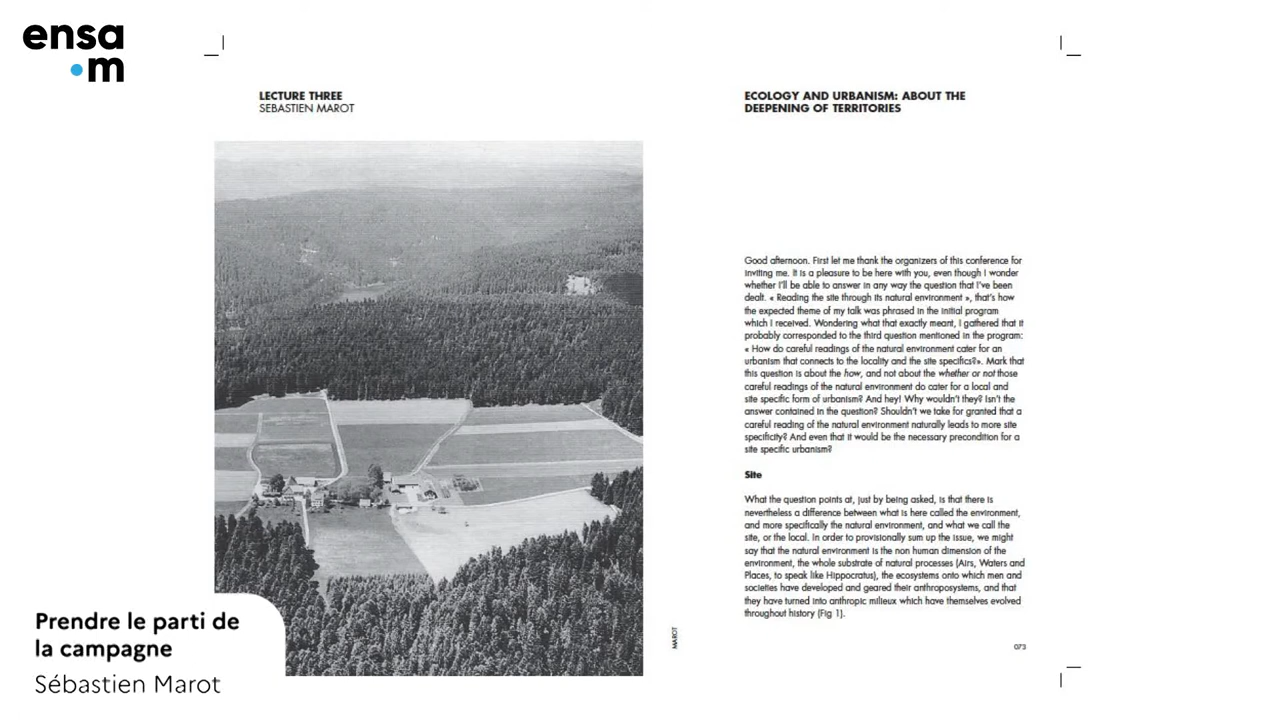 ensa
•m
LECTURE THREE
SEBASTIEN MAROT
ECOLOGY AND URBANISM: ABOUT THE
DEEPENING OF TERRITORIES
Good afternoon. First let me thank the organizers of this conference for
inviting me. It is a pleasure to be here with you, even though I wonder
whether I'll be able to answer in any way the question that I've been
dealt. « Reading the site through its natural environment », that's how
the expected theme of my talk was phrased in the initial program
which I received. Wondering what that exactly meant, I gathered that it
probably corresponded to the third question mentioned in the program:
« How do careful readings of the natural environment cater for an
urbanism that connects to the locality and the site specifics?». Mark that
this question is about the how, and not about the whether or not those
careful readings of the natural environment do cater for a local and
site specific form of urbanism? And hey! Why wouldn't they? Isn't the
answer contained in the question? Shouldn't we take for granted that a
careful reading of the natural environment naturally leads to more site
specificity? And even that it would be the necessary precondition for a
site specific urbanism?
Site
What the question points at, just by being asked, is that there is
nevertheless a difference between what is here called the environment,
and more specifically the natural environment, and what we call the
site, or the local. In order to provisionally sum up the issue, we might
say that the natural environment is the non human dimension of the
environment, the whole substrate of natural processes (Airs, Waters and
Places, to speak like Hippocratus), the ecosystems onto which men and
societies have developed and geared their anthroposystems, and that
they have turned into anthropic milieux which have themselves evolved
throughout history (Fig 1).
MAROT
073
Prendre le parti de
la campagne
Sébastien Marot